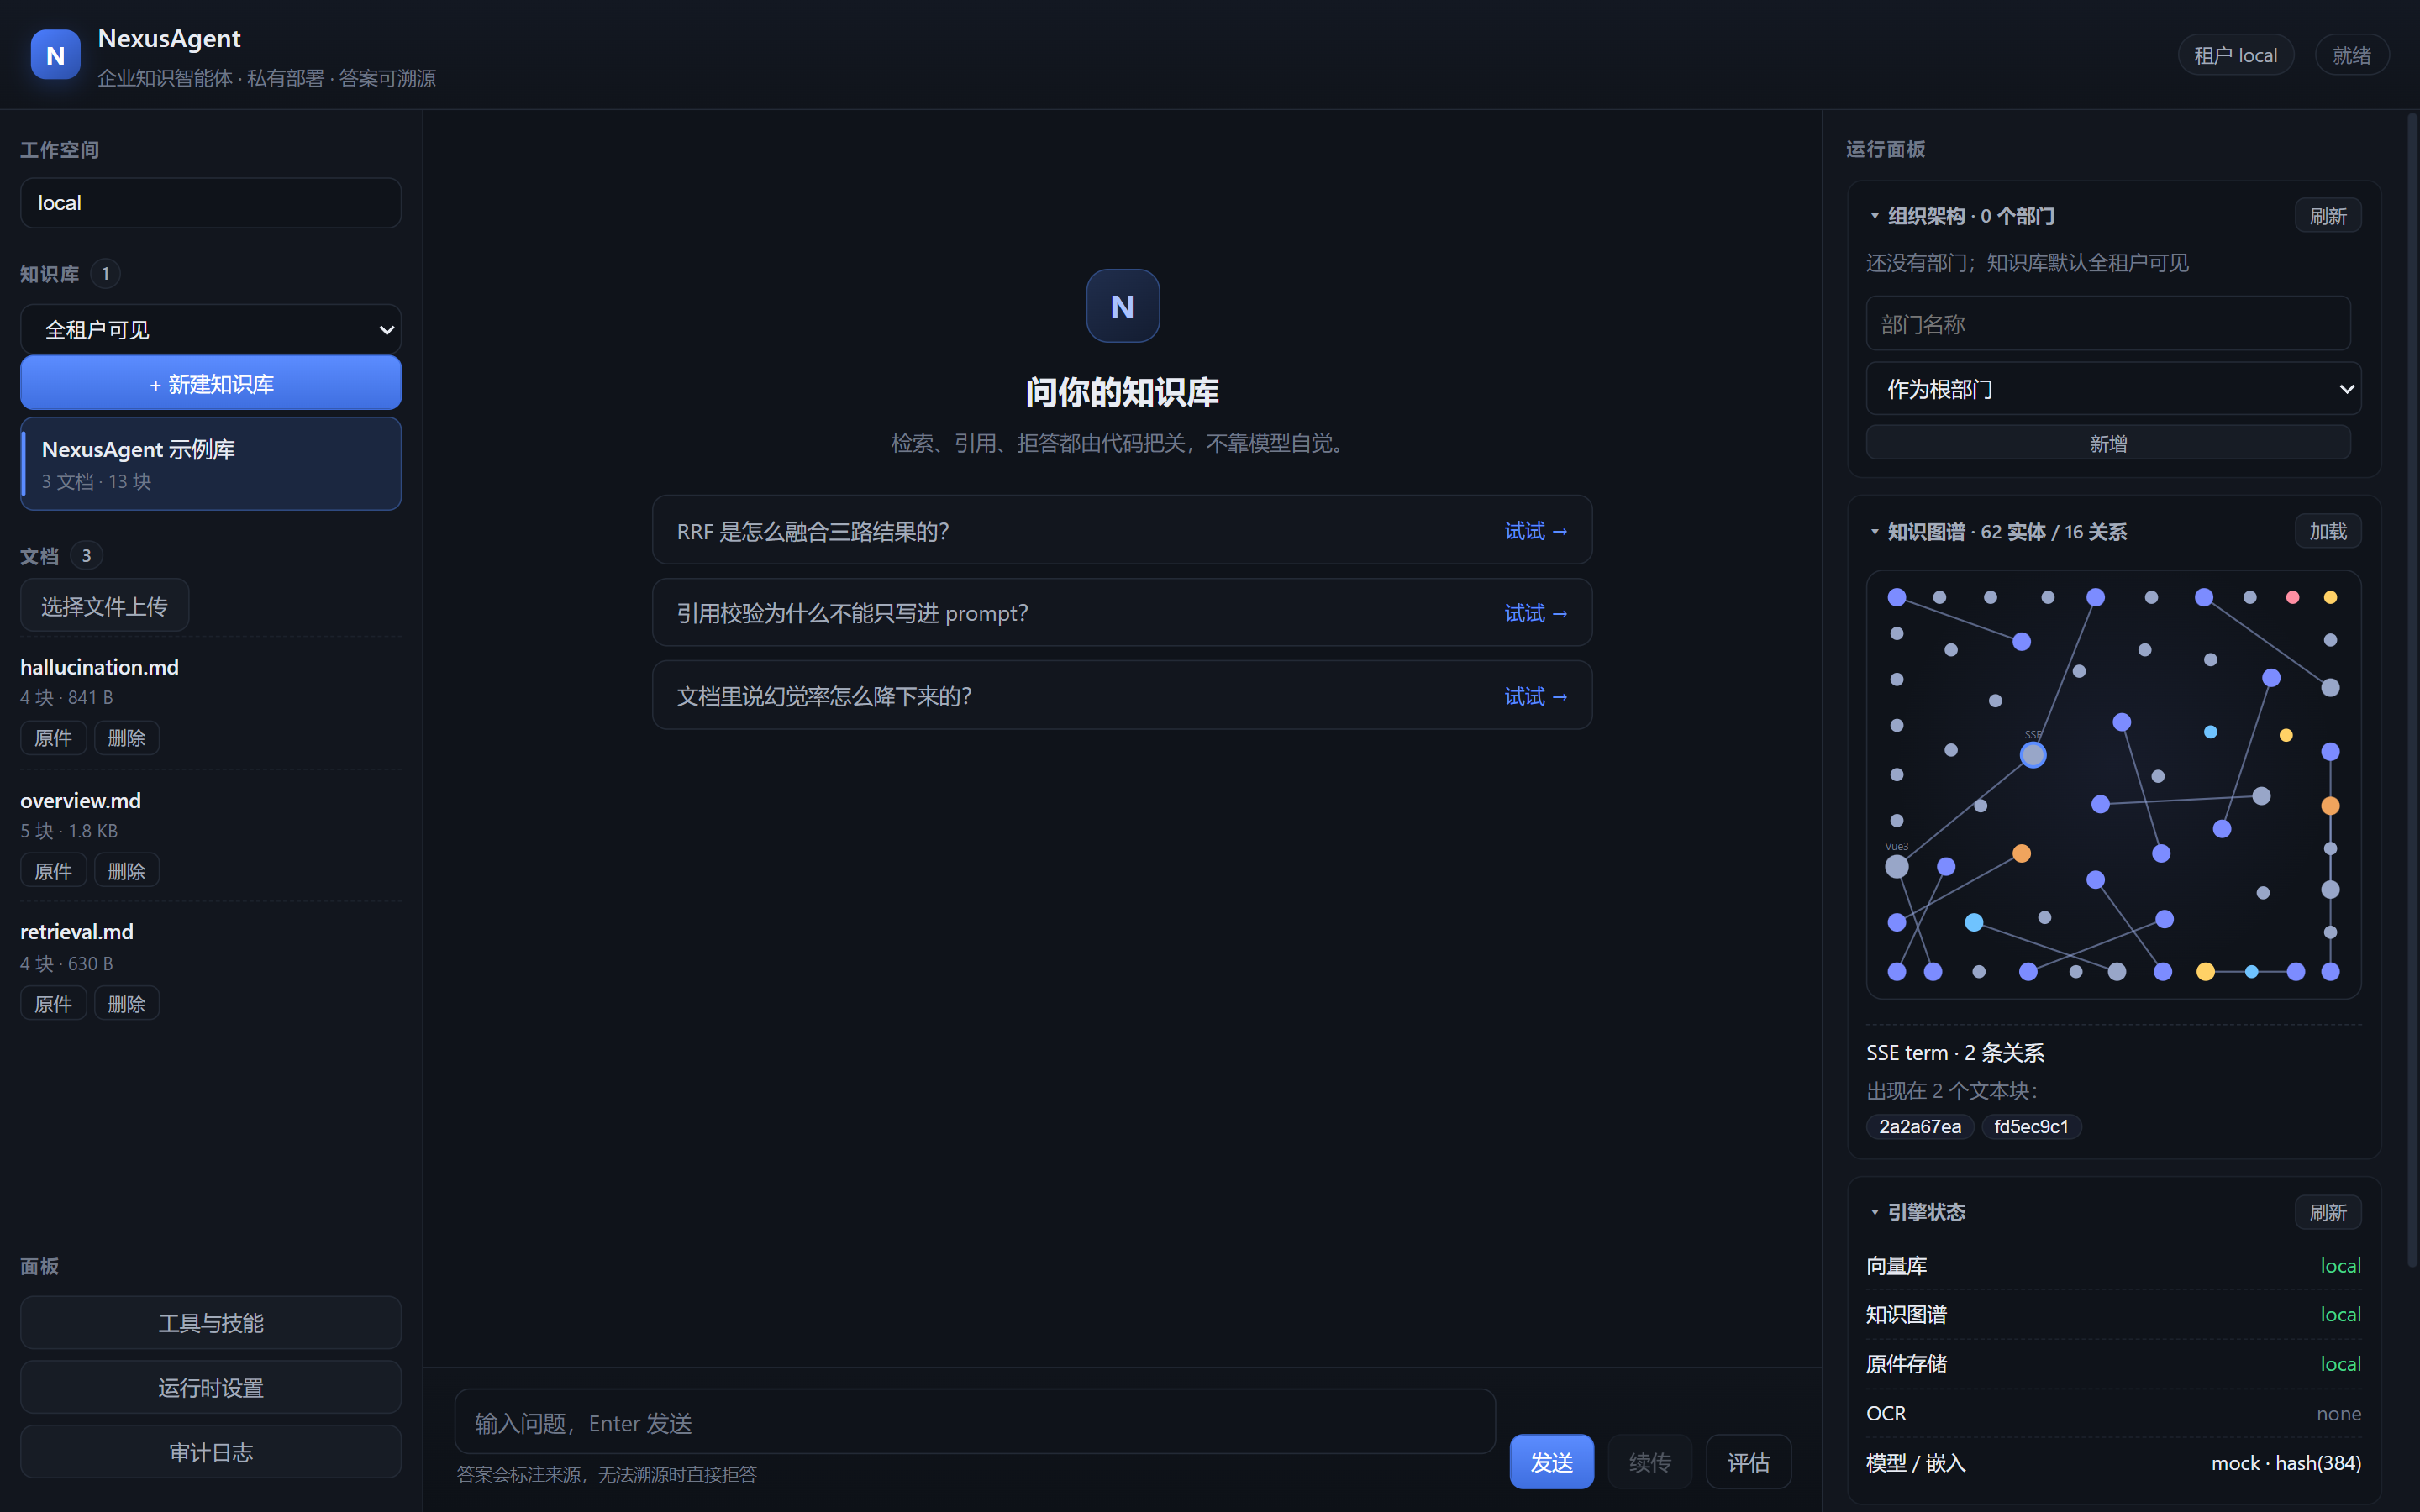 N
NexusAgent
企业知识智能体 · 私有部署 · 答案可溯源
租户 local
就绪
工作空间
local
知识库 1
全租户可见
+ 新建知识库
NexusAgent 示例库
3 文档 · 13 块
文档 3
选择文件上传
hallucination.md
4 块 · 841 B
原件 删除
overview.md
5 块 · 1.8 KB
原件 删除
retrieval.md
4 块 · 630 B
原件 删除
面板
工具与技能
运行时设置
审计日志
N
问你的知识库
检索、引用、拒答都由代码把关，不靠模型自觉。
RRF 是怎么融合三路结果的？ 试试 →
引用校验为什么不能只写进 prompt？ 试试 →
文档里说幻觉率怎么降下来的？ 试试 →
输入问题，Enter 发送
答案会标注来源，无法溯源时直接拒答
发送 续传 评估
运行面板
组织架构 · 0 个部门 刷新
还没有部门；知识库默认全租户可见
部门名称
作为根部门
新增
知识图谱 · 62 实体 / 16 关系 加载
SSE
Vue3
SSE term · 2 条关系
出现在 2 个文本块：
2a2a67ea fd5ec9c1
引擎状态 刷新
向量库 local
知识图谱 local
原件存储 local
OCR none
模型 / 嵌入 mock · hash(384)